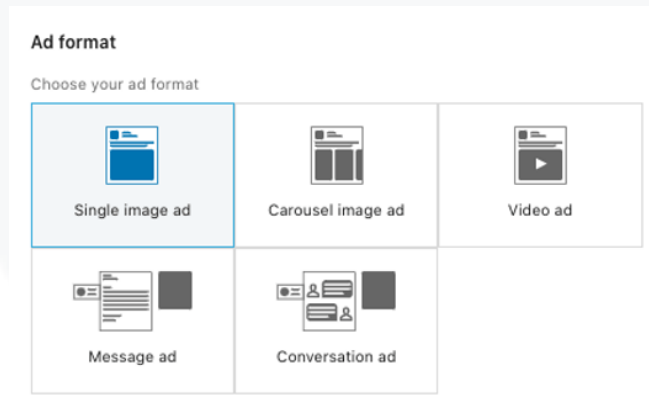 Ad format
Choose your ad format
Single image ad
Carousel image ad
Video ad
Message ad
Conversation ad